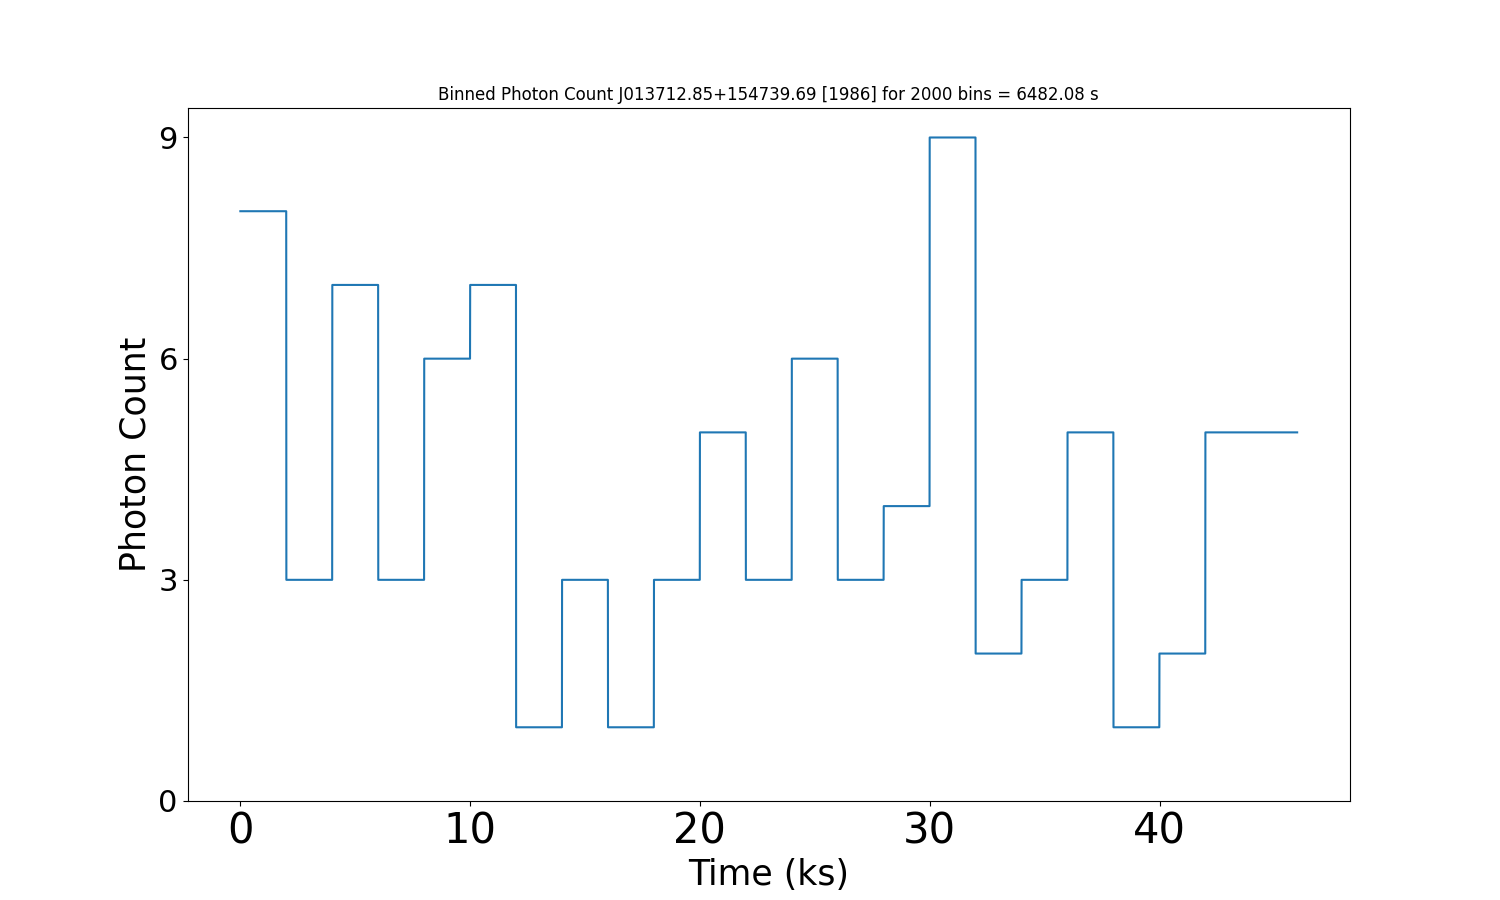 Binned Photon Count J013712.85+154739.69 [1986] for 2000 bins = 6482.08 s
9
6
3
0
Photon Count
0 10 20 30 40
Time (ks)